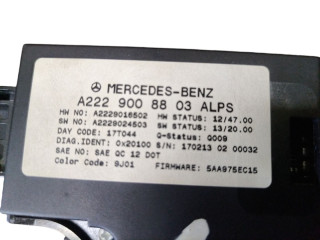 MERCEDES-BENZ
A222 900 88 03 ALPS
HW NO: A2229016502 HW STATUS: 12/47.00
SW NO: A2229024503 SW STATUS: 13/20.00
DAY CODE: 17T044 Q-Status: Q009
DIAG.IDENT: 0x20100 S/N: 170213 02 00032
SAE NO: SAE QC 12 DOT
Color Code: 9J01 FIRMWARE: 5AA975EC15